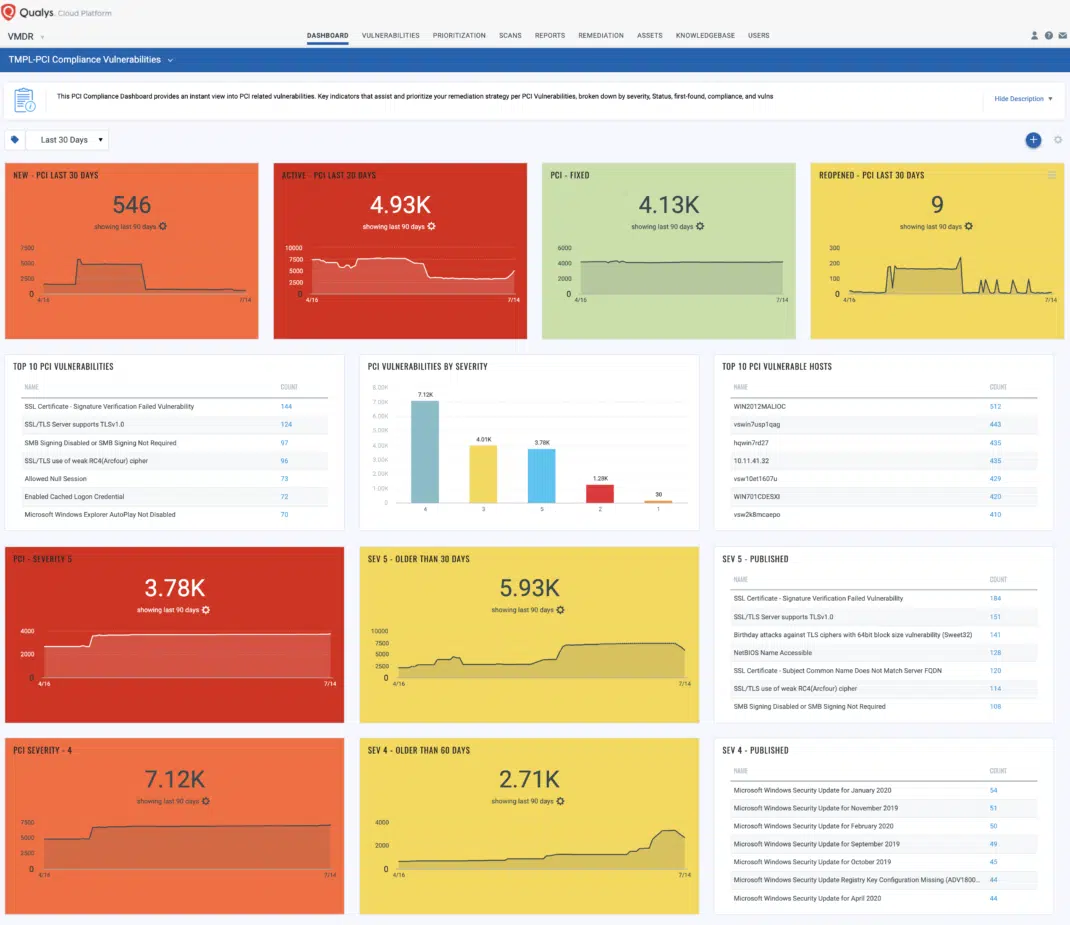 Qualys. Cloud Platform
VMDR
DASHBOARD VULNERABILITIES PRIORITIZATION SCANS REPORTS REMEDIATION ASSETS KNOWLEDGEBASE USERS
TMPL-PCI Compliance Vulnerabilities
This PCI Compliance Dashboard provides an instant view into PCI related vulnerabilities. Key indicators that assist and prioritize your remediation strategy per PCI Vulnerabilities, broken down by severity, Status, first-found, compliance, and vulns
Hide Description
Last 30 Days
NEW - PCI LAST 30 DAYS
546
showing last 90 days
7500
5000
2500
0
4/16 7/14
ACTIVE - PCI LAST 30 DAYS
4.93K
showing last 90 days
10000
7500
5000
2500
0
4/16 7/14
PCI - FIXED
4.13K
showing last 90 days
6000
4000
2000
0
4/16 7/14
REOPENED - PCI LAST 30 DAYS
9
showing last 90 days
300
200
100
0
4/16 7/14
TOP 10 PCI VULNERABILITIES
NAME COUNT
SSL Certificate - Signature Verification Failed Vulnerability 144
SSL/TLS Server supports TLSv1.0 124
SMB Signing Disabled or SMB Signing Not Required 97
SSL/TLS use of weak RC4(Arcfour) cipher 96
Allowed Null Session 73
Enabled Cached Logon Credential 72
Microsoft Windows Explorer AutoPlay Not Disabled 70
PCI VULNERABILITIES BY SEVERITY
8.00K
7.00K
6.00K
5.00K
4.00K
3.00K
2.00K
1.00K
0
7.12K 4.01K 3.78K 1.28K 30
4 3 5 2 1
TOP 10 PCI VULNERABLE HOSTS
NAME COUNT
WIN2012MALIOC 512
vswin7usp1qag 443
hqwin7rd27 435
10.11.41.32 435
vsw10et1607u 429
WIN701CDESXI 420
vsw2k8mcaepo 410
PCI - SEVERITY 5
3.78K
showing last 90 days
4000
2000
0
4/16 7/14
SEV 5 - OLDER THAN 30 DAYS
5.93K
showing last 90 days
10000
7500
5000
2500
0
4/16 7/14
SEV 5 - PUBLISHED
NAME COUNT
SSL Certificate - Signature Verification Failed Vulnerability 184
SSL/TLS Server supports TLSv1.0 151
Birthday attacks against TLS ciphers with 64bit block size vulnerability (Sweet32) 141
NetBIOS Name Accessible 128
SSL Certificate - Subject Common Name Does Not Match Server FQDN 120
SSL/TLS use of weak RC4(Arcfour) cipher 114
SMB Signing Disabled or SMB Signing Not Required 108
PCI SEVERITY - 4
7.12K
showing last 90 days
7500
5000
2500
0
4/14 7/14
SEV 4 - OLDER THAN 60 DAYS
2.71K
showing last 90 days
4000
2000
0
4/16 7/14
SEV 4 - PUBLISHED
NAME COUNT
Microsoft Windows Security Update for January 2020 54
Microsoft Windows Security Update for November 2019 51
Microsoft Windows Security Update for February 2020 50
Microsoft Windows Security Update for September 2019 49
Microsoft Windows Security Update for October 2019 45
Microsoft Windows Security Update Registry Key Configuration Missing (ADV1800... 44
Microsoft Windows Security Update for April 2020 44